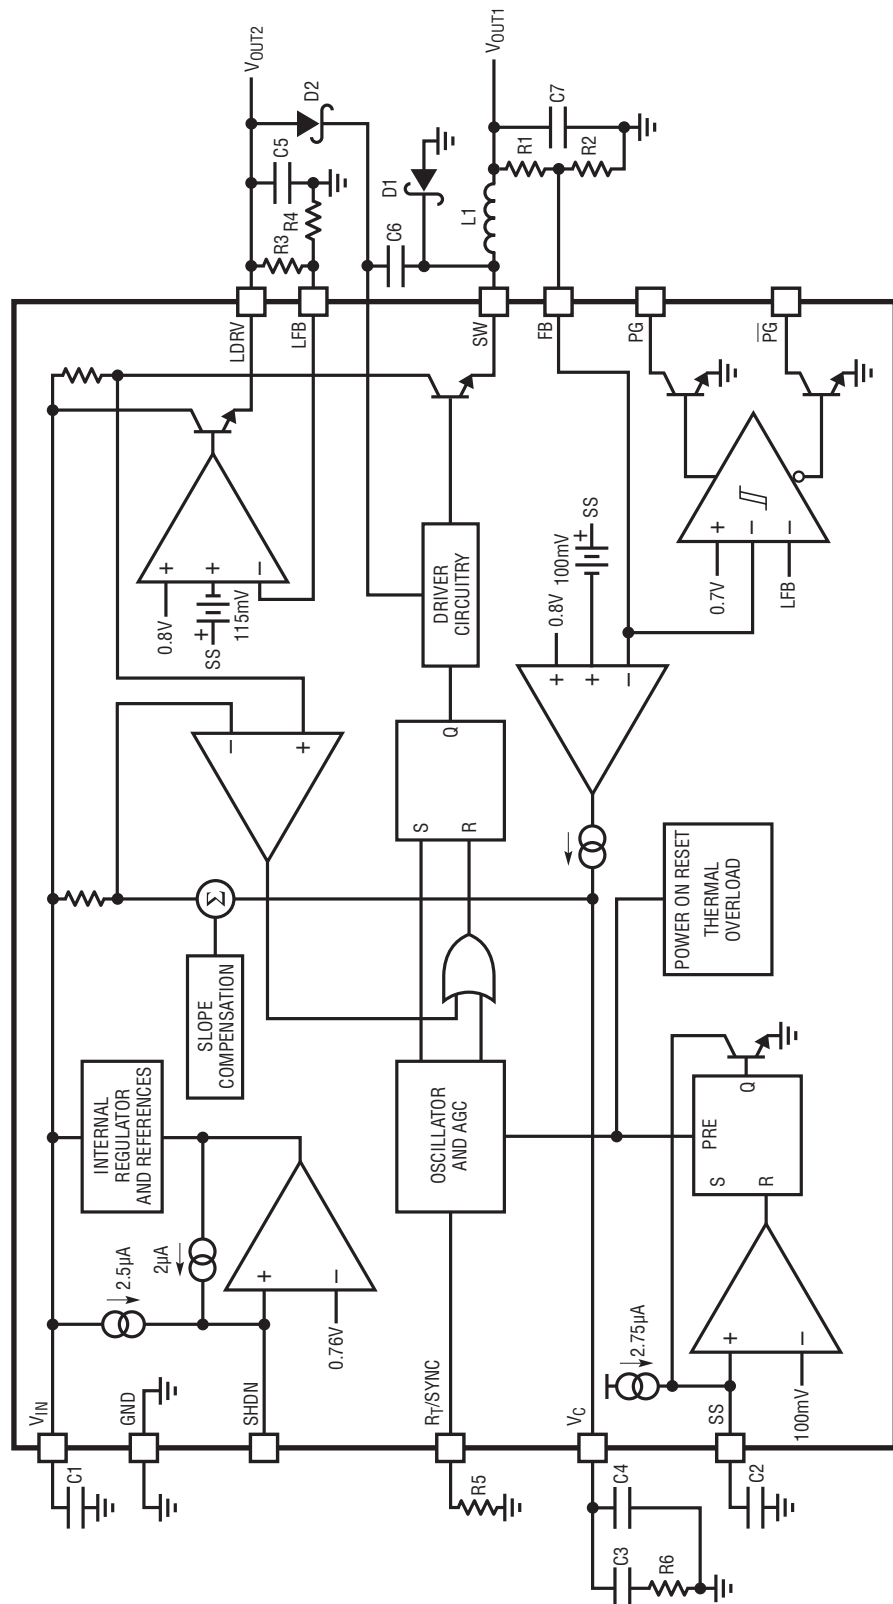 VIN
C1
GND
SHDN
RT/SYNC
R5
VC
C3
C4
R6
SS
C2
2.5µA
2µA
INTERNAL
REGULATOR
AND REFERENCES
+
−
0.76V
SLOPE
COMPENSATION
Σ
OSCILLATOR
AND AGC
S
R
Q
−
+
0.8V
+
SS
+
115mV
+
−
DRIVER
CIRCUITRY
2.75µA
+
−
100mV
S
R
PRE
Q
POWER ON RESET
THERMAL
OVERLOAD
0.8V
+
100mV
+
SS
+
−
0.7V
+
−
−
LFB
LDRV
LFB
SW
FB
PG
PG
R3
R4
C5
D2
VOUT2
C6
D1
L1
R1
R2
C7
VOUT1